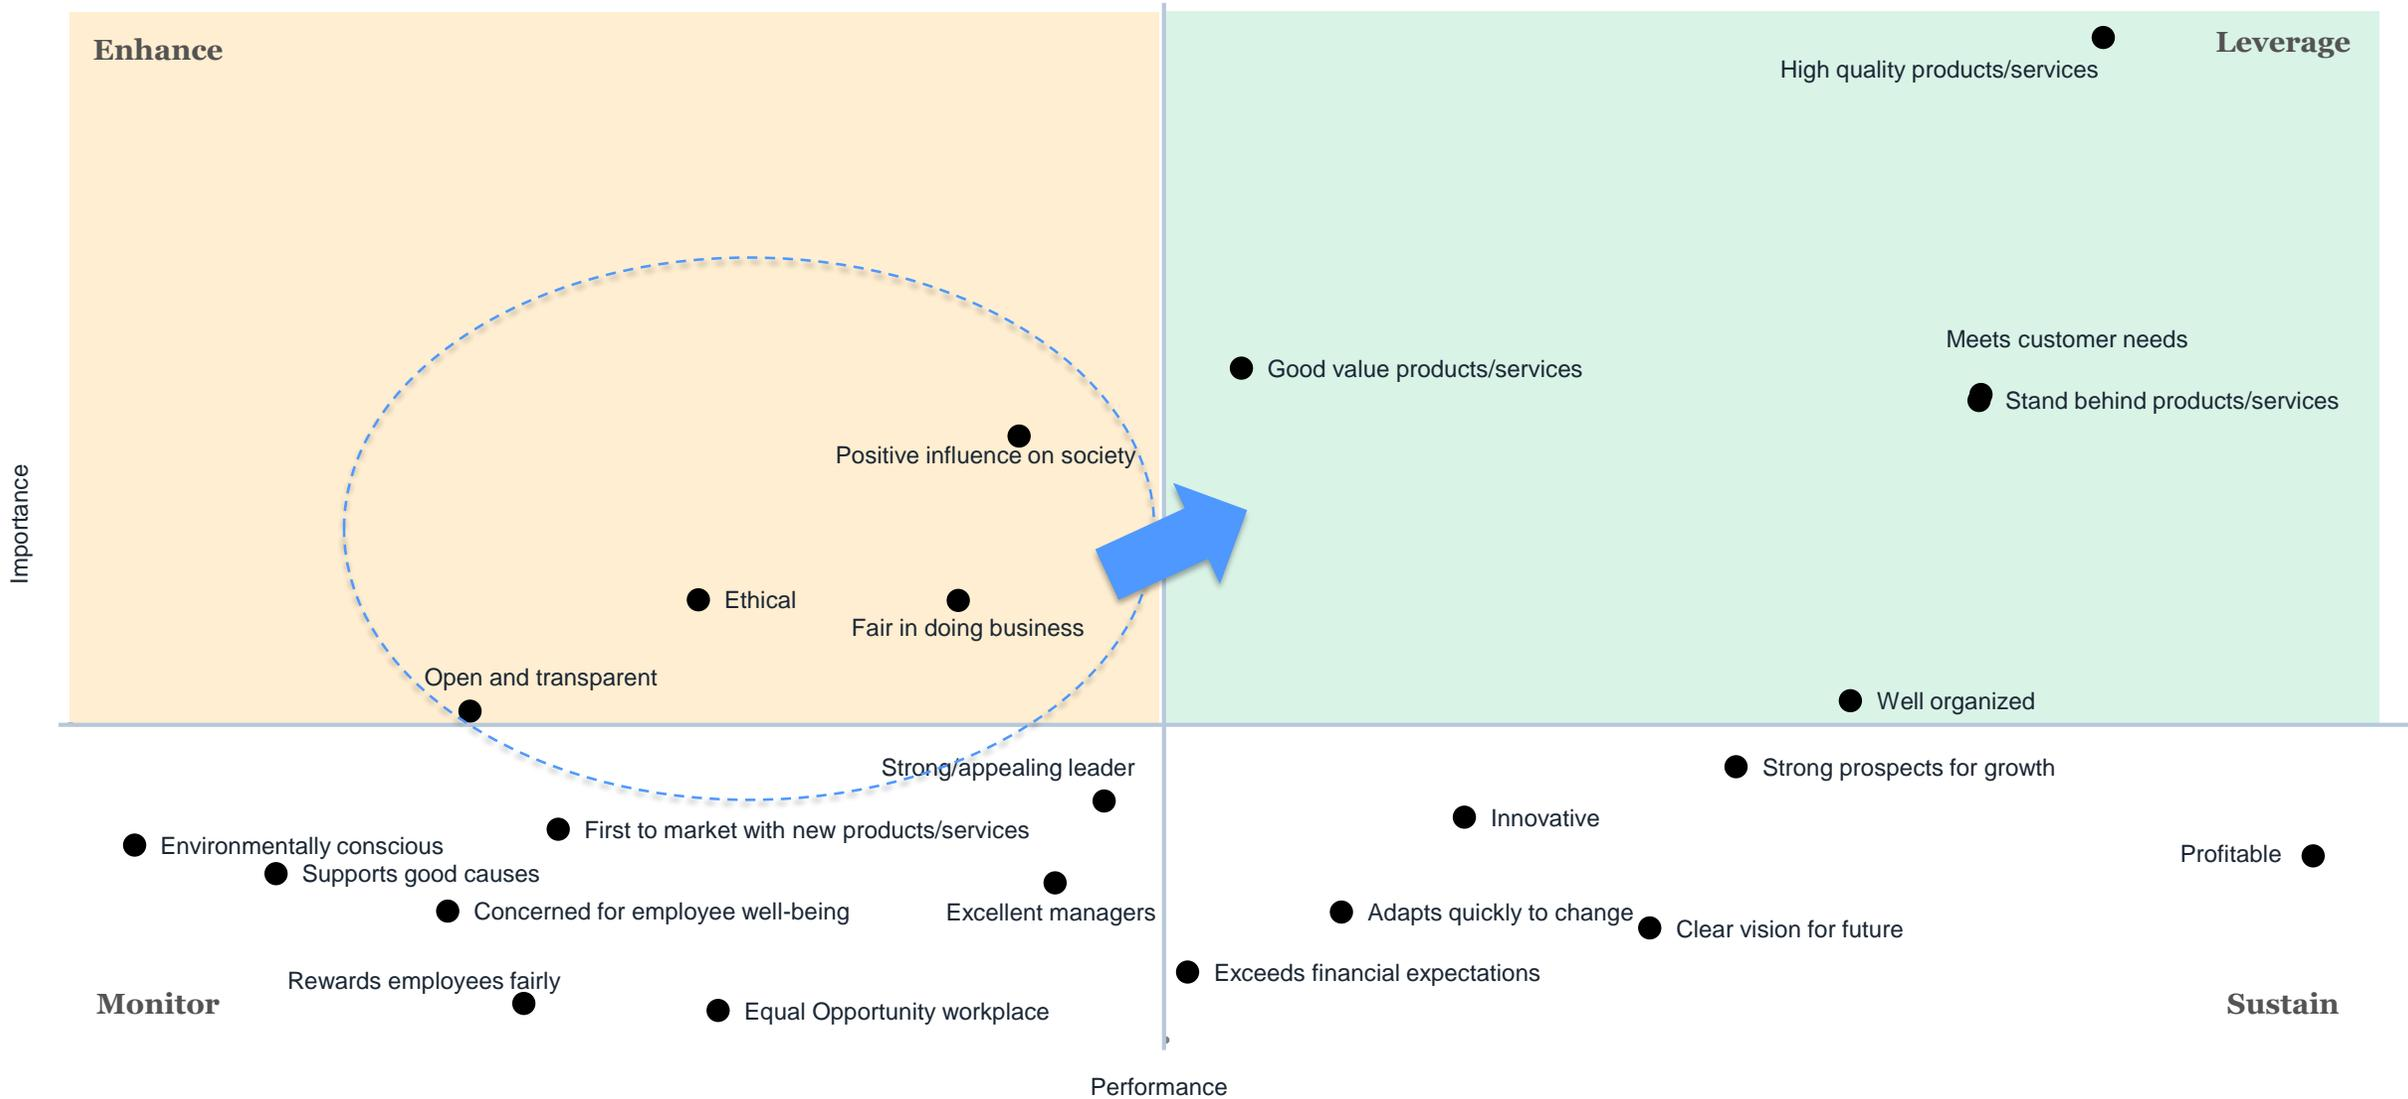 Enhance
Leverage
High quality products/services
Meets customer needs
Good value products/services
Stand behind products/services
Positive influence on society
Importance
Ethical
Fair in doing business
Open and transparent
Well organized
Strong/appealing leader
Strong prospects for growth
Innovative
First to market with new products/services
Environmentally conscious
Profitable
Supports good causes
Concerned for employee well-being
Excellent managers
Adapts quickly to change
Clear vision for future
Exceeds financial expectations
Rewards employees fairly
Monitor
Equal Opportunity workplace
Sustain
Performance